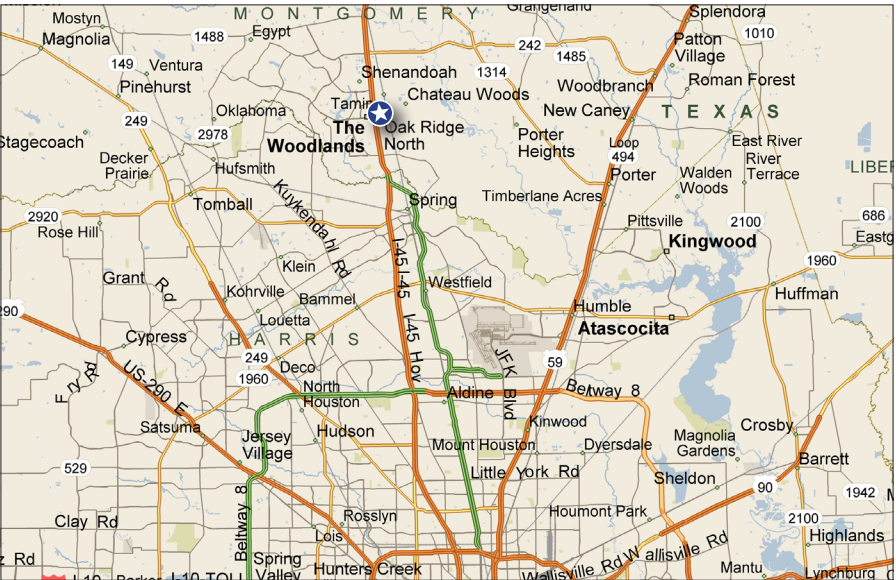 Mostyn
Magnolia
1488
Egypt
MONTGOMERY
Grangerland
Splendora
1010
149
Ventura
Pinehurst
Shenandoah
242
1485
Patton
Village
1314
Woodbranch
Roman Forest
Oklahoma
Chateau Woods
249
2978
The
Woodlands
Oak Ridge
North
New Caney
TEXAS
Stagecoach
Decker
Prairie
Hufsmith
Porter
Heights
Loop
494
East River
River
Terrace
Porter
Walden
Woods
Timberlane Acres
Tomball
Kuykendahl Rd
Spring
2920
Rose Hill
Pittsville
2100
686
Kingwood
1960
Klein
I-45
I-45
Grant Rd
Kohrville
Bammel
Westfield
Huffman
290
Louetta
I-45 Hov
Humble
Atascocita
Cypress
HARRIS
249
1960
Deco
JFK Blvd
59
Fry Rd
US-290 E
North
Houston
Aldine
Beltway 8
Satsuma
Jersey
Village
Hudson
Kinwood
Mount Houston
Dyersdale
Magnolia
Gardens
Crosby
529
Little York Rd
Barrett
Sheldon
90
1942
Beltway 8
Clay Rd
Rosslyn
Lois
Houmont Park
2100
Highlands
Rd
Spring
Valley
Hunters Creek
Wallisville Rd
Wallisville Rd
Mantu
Lynchburg